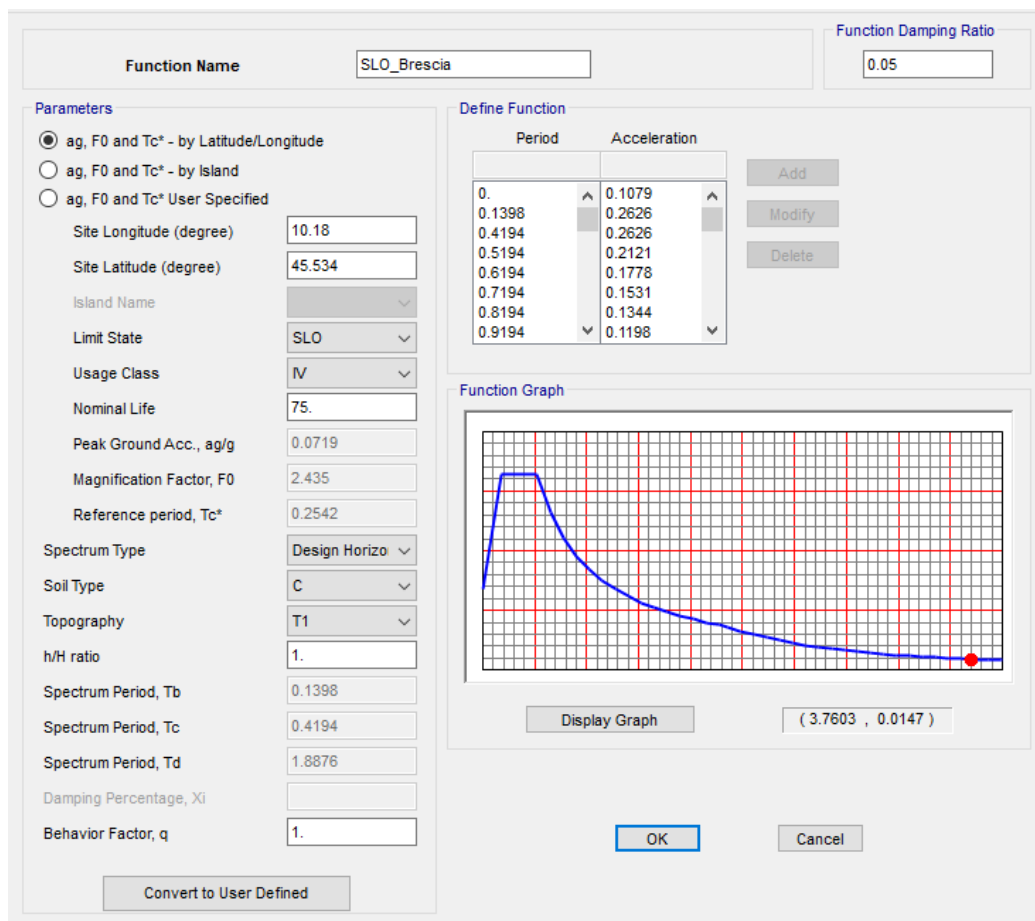 Function Damping Ratio
Function Name
SLO_Brescia
0.05
Parameters
ag, F0 and Tc* - by Latitude/Longitude
ag, F0 and Tc* - by Island
ag, F0 and Tc* User Specified
Site Longitude (degree)
10.18
Site Latitude (degree)
45.534
Island Name
Limit State
SLO
Usage Class
IV
Nominal Life
75.
Peak Ground Acc., ag/g
0.0719
Magnification Factor, F0
2.435
Reference period, Tc*
0.2542
Spectrum Type
Design Horizo
Soil Type
C
Topography
T1
h/H ratio
1.
Spectrum Period, Tb
0.1398
Spectrum Period, Tc
0.4194
Spectrum Period, Td
1.8876
Damping Percentage, Xi
Behavior Factor, q
1.
Convert to User Defined
Define Function
Period Acceleration
0. 0.1079
0.1398 0.2626
0.4194 0.2626
0.5194 0.2121
0.6194 0.1778
0.7194 0.1531
0.8194 0.1344
0.9194 0.1198
Add
Modify
Delete
Function Graph
Display Graph
( 3.7603 , 0.0147 )
OK
Cancel